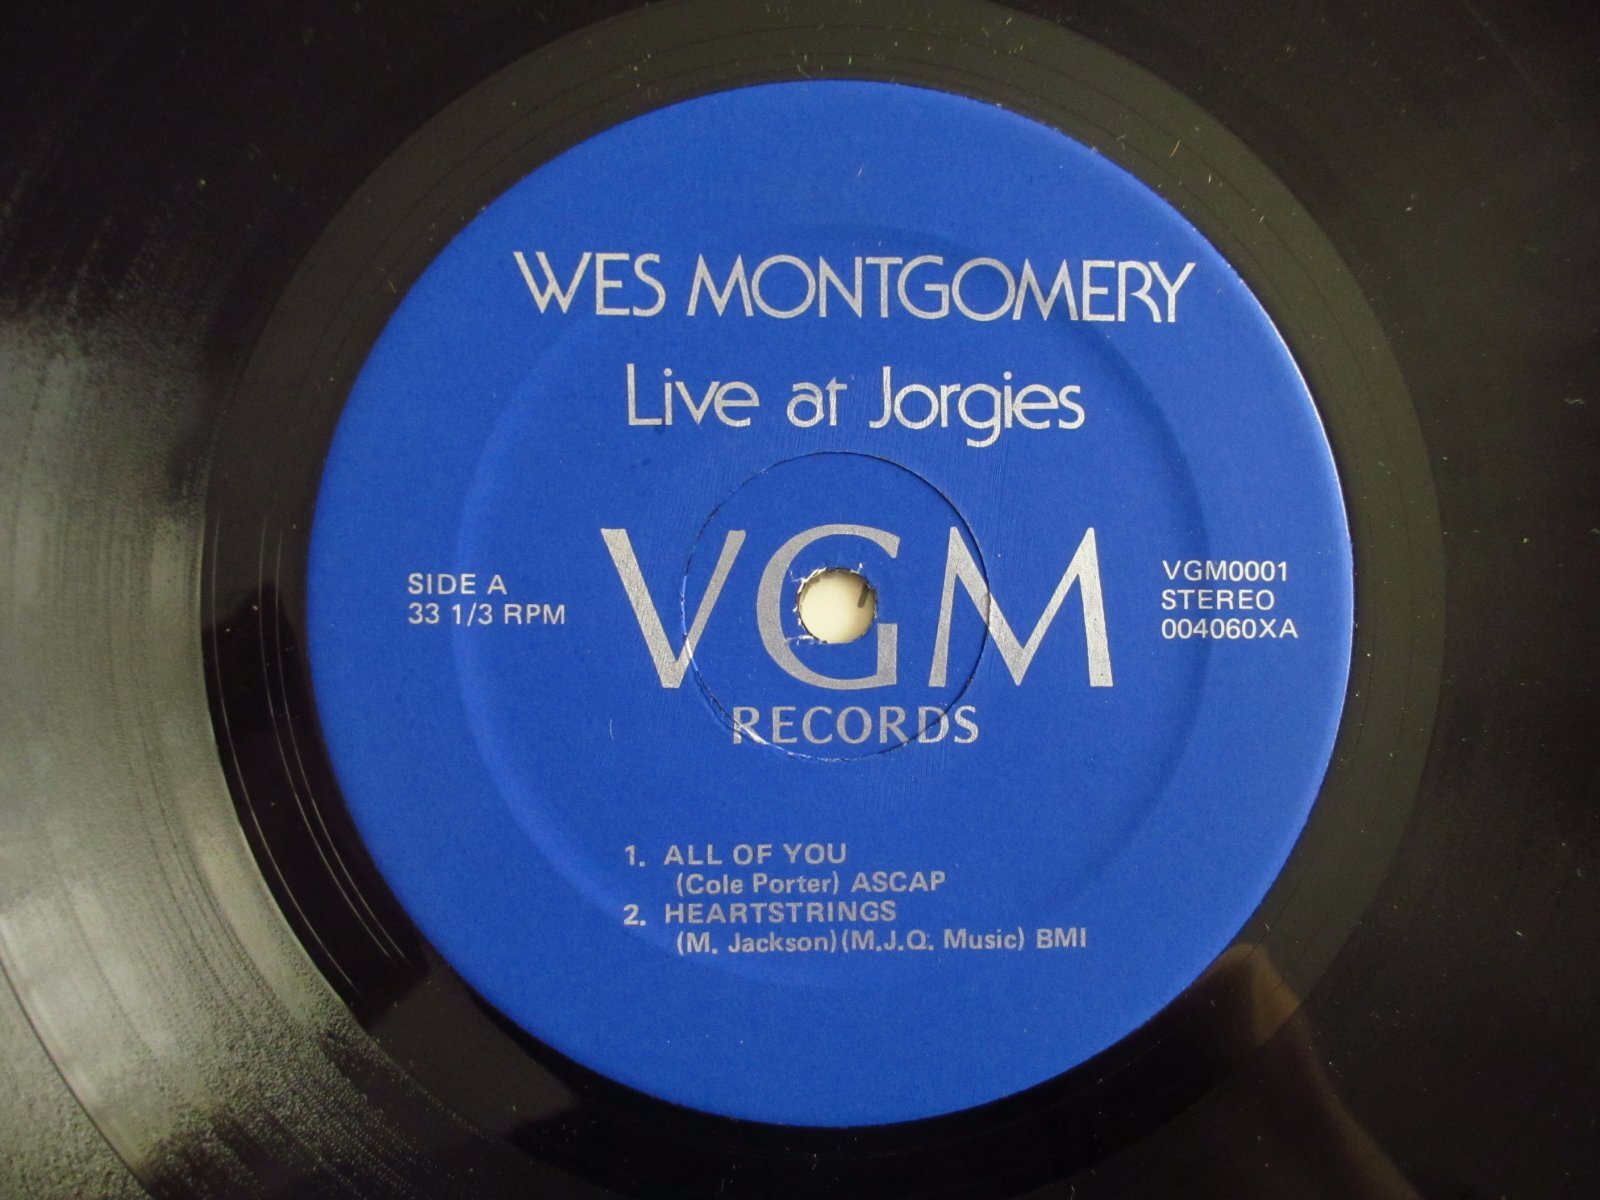 WES MONTGOMERY
Live at Jorgies
SIDE A
33 1/3 RPM
VGM
RECORDS
VGM0001
STEREO
004060XA
1. ALL OF YOU
(Cole Porter) ASCAP
2. HEARTSTRINGS
(M. Jackson)(M.J.Q. Music) BMI